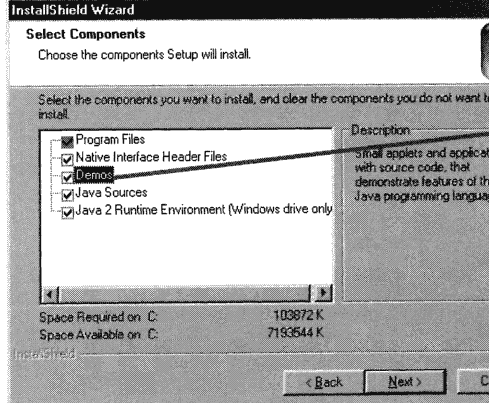 InstallShield Wizard
Select Components
Choose the components Setup will install.
Select the components you want to install, and clear the components you do not want t
install.
Program Files
Native Interface Header Files
Demos
Java Sources
Java 2 Runtime Environment (Windows drive only
Description
Small applets and applicat
with source code, that
demonstrate features of th
Java programming langua
Space Required on C: 103872 K
Space Available on C: 7193544 K
InstallShield
< Back Next > C